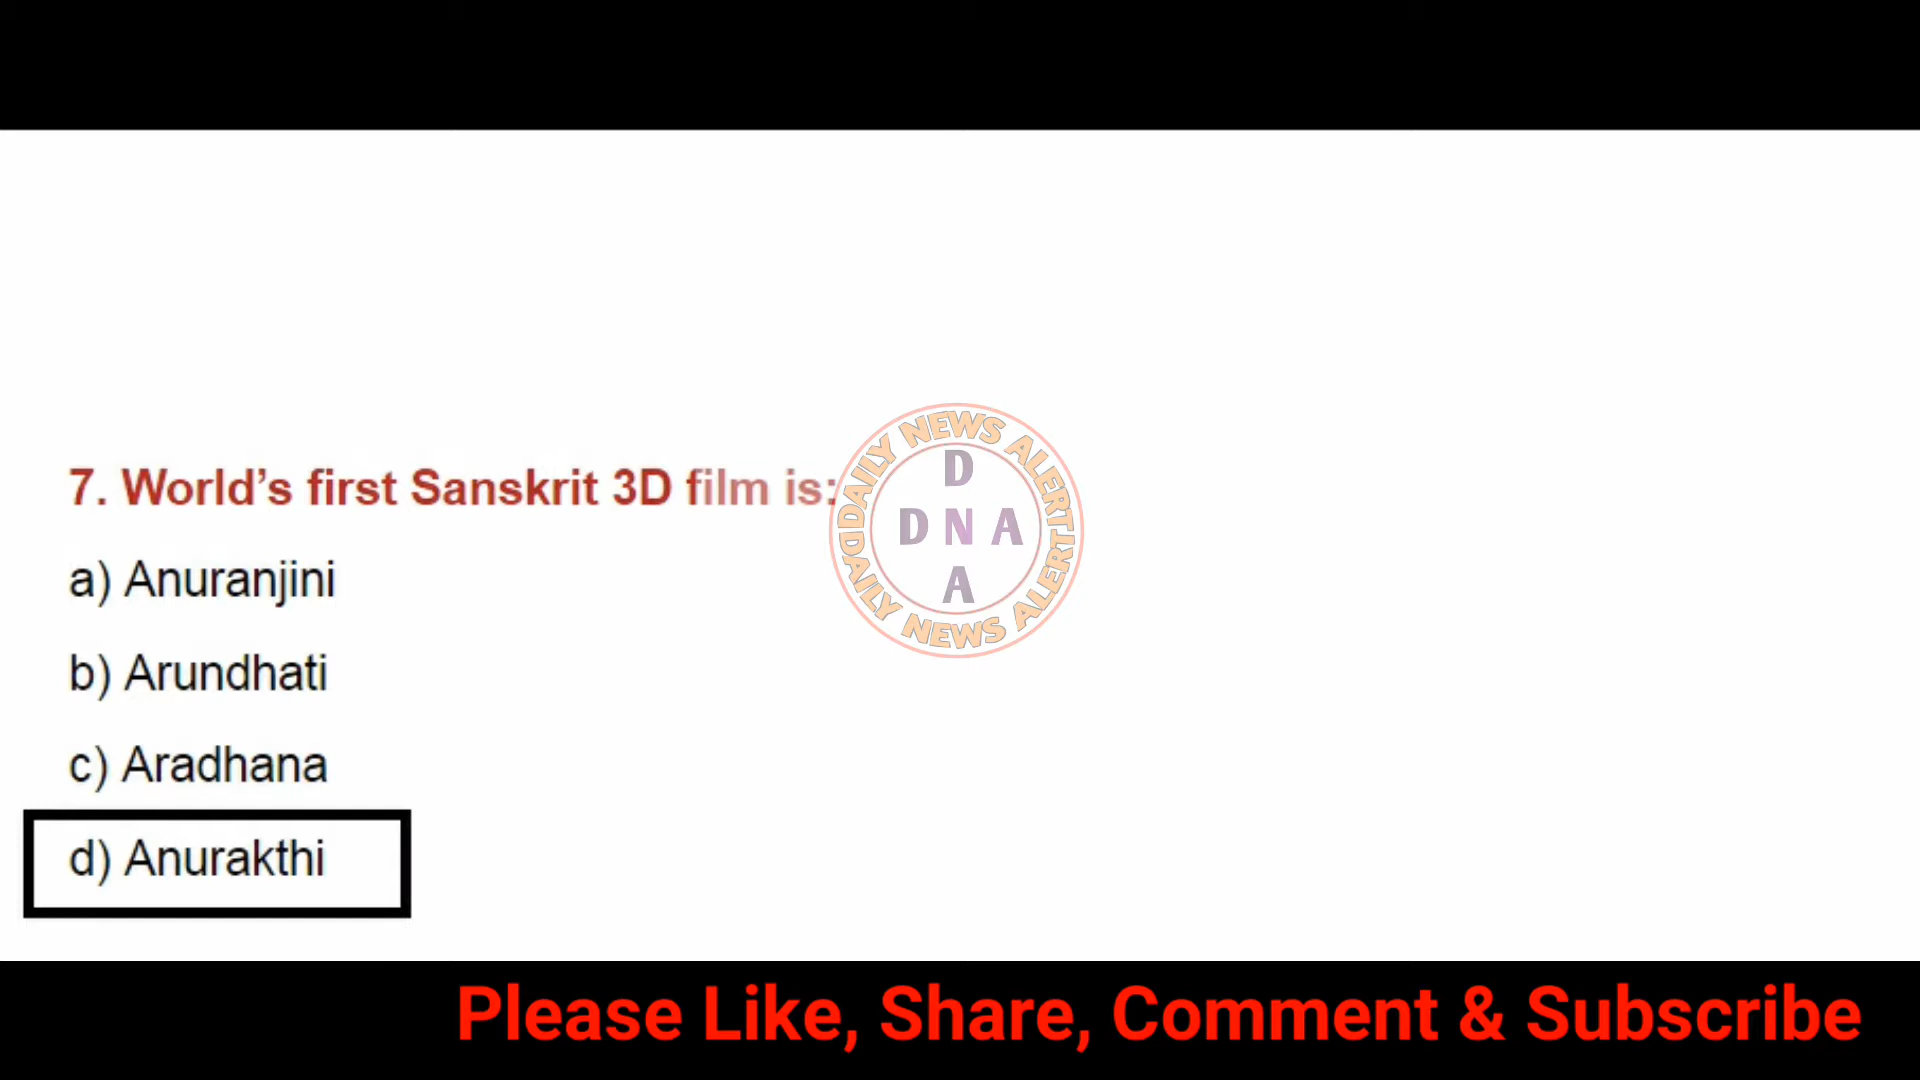 7. World’s first Sanskrit 3D film is:
a) Anuranjini
b) Arundhati
c) Aradhana
d) Anurakthi
DAILY NEWS ALERT
D
D N A
A
DAILY NEWS ALERT
Please Like, Share, Comment & Subscribe